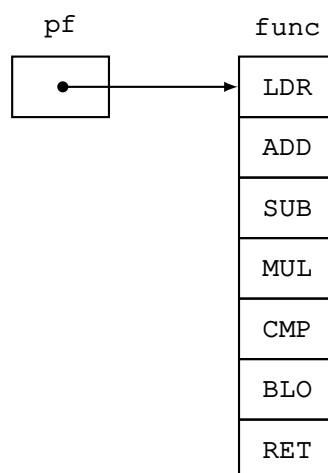 pf
func
LDR
ADD
SUB
MUL
CMP
BLO
RET